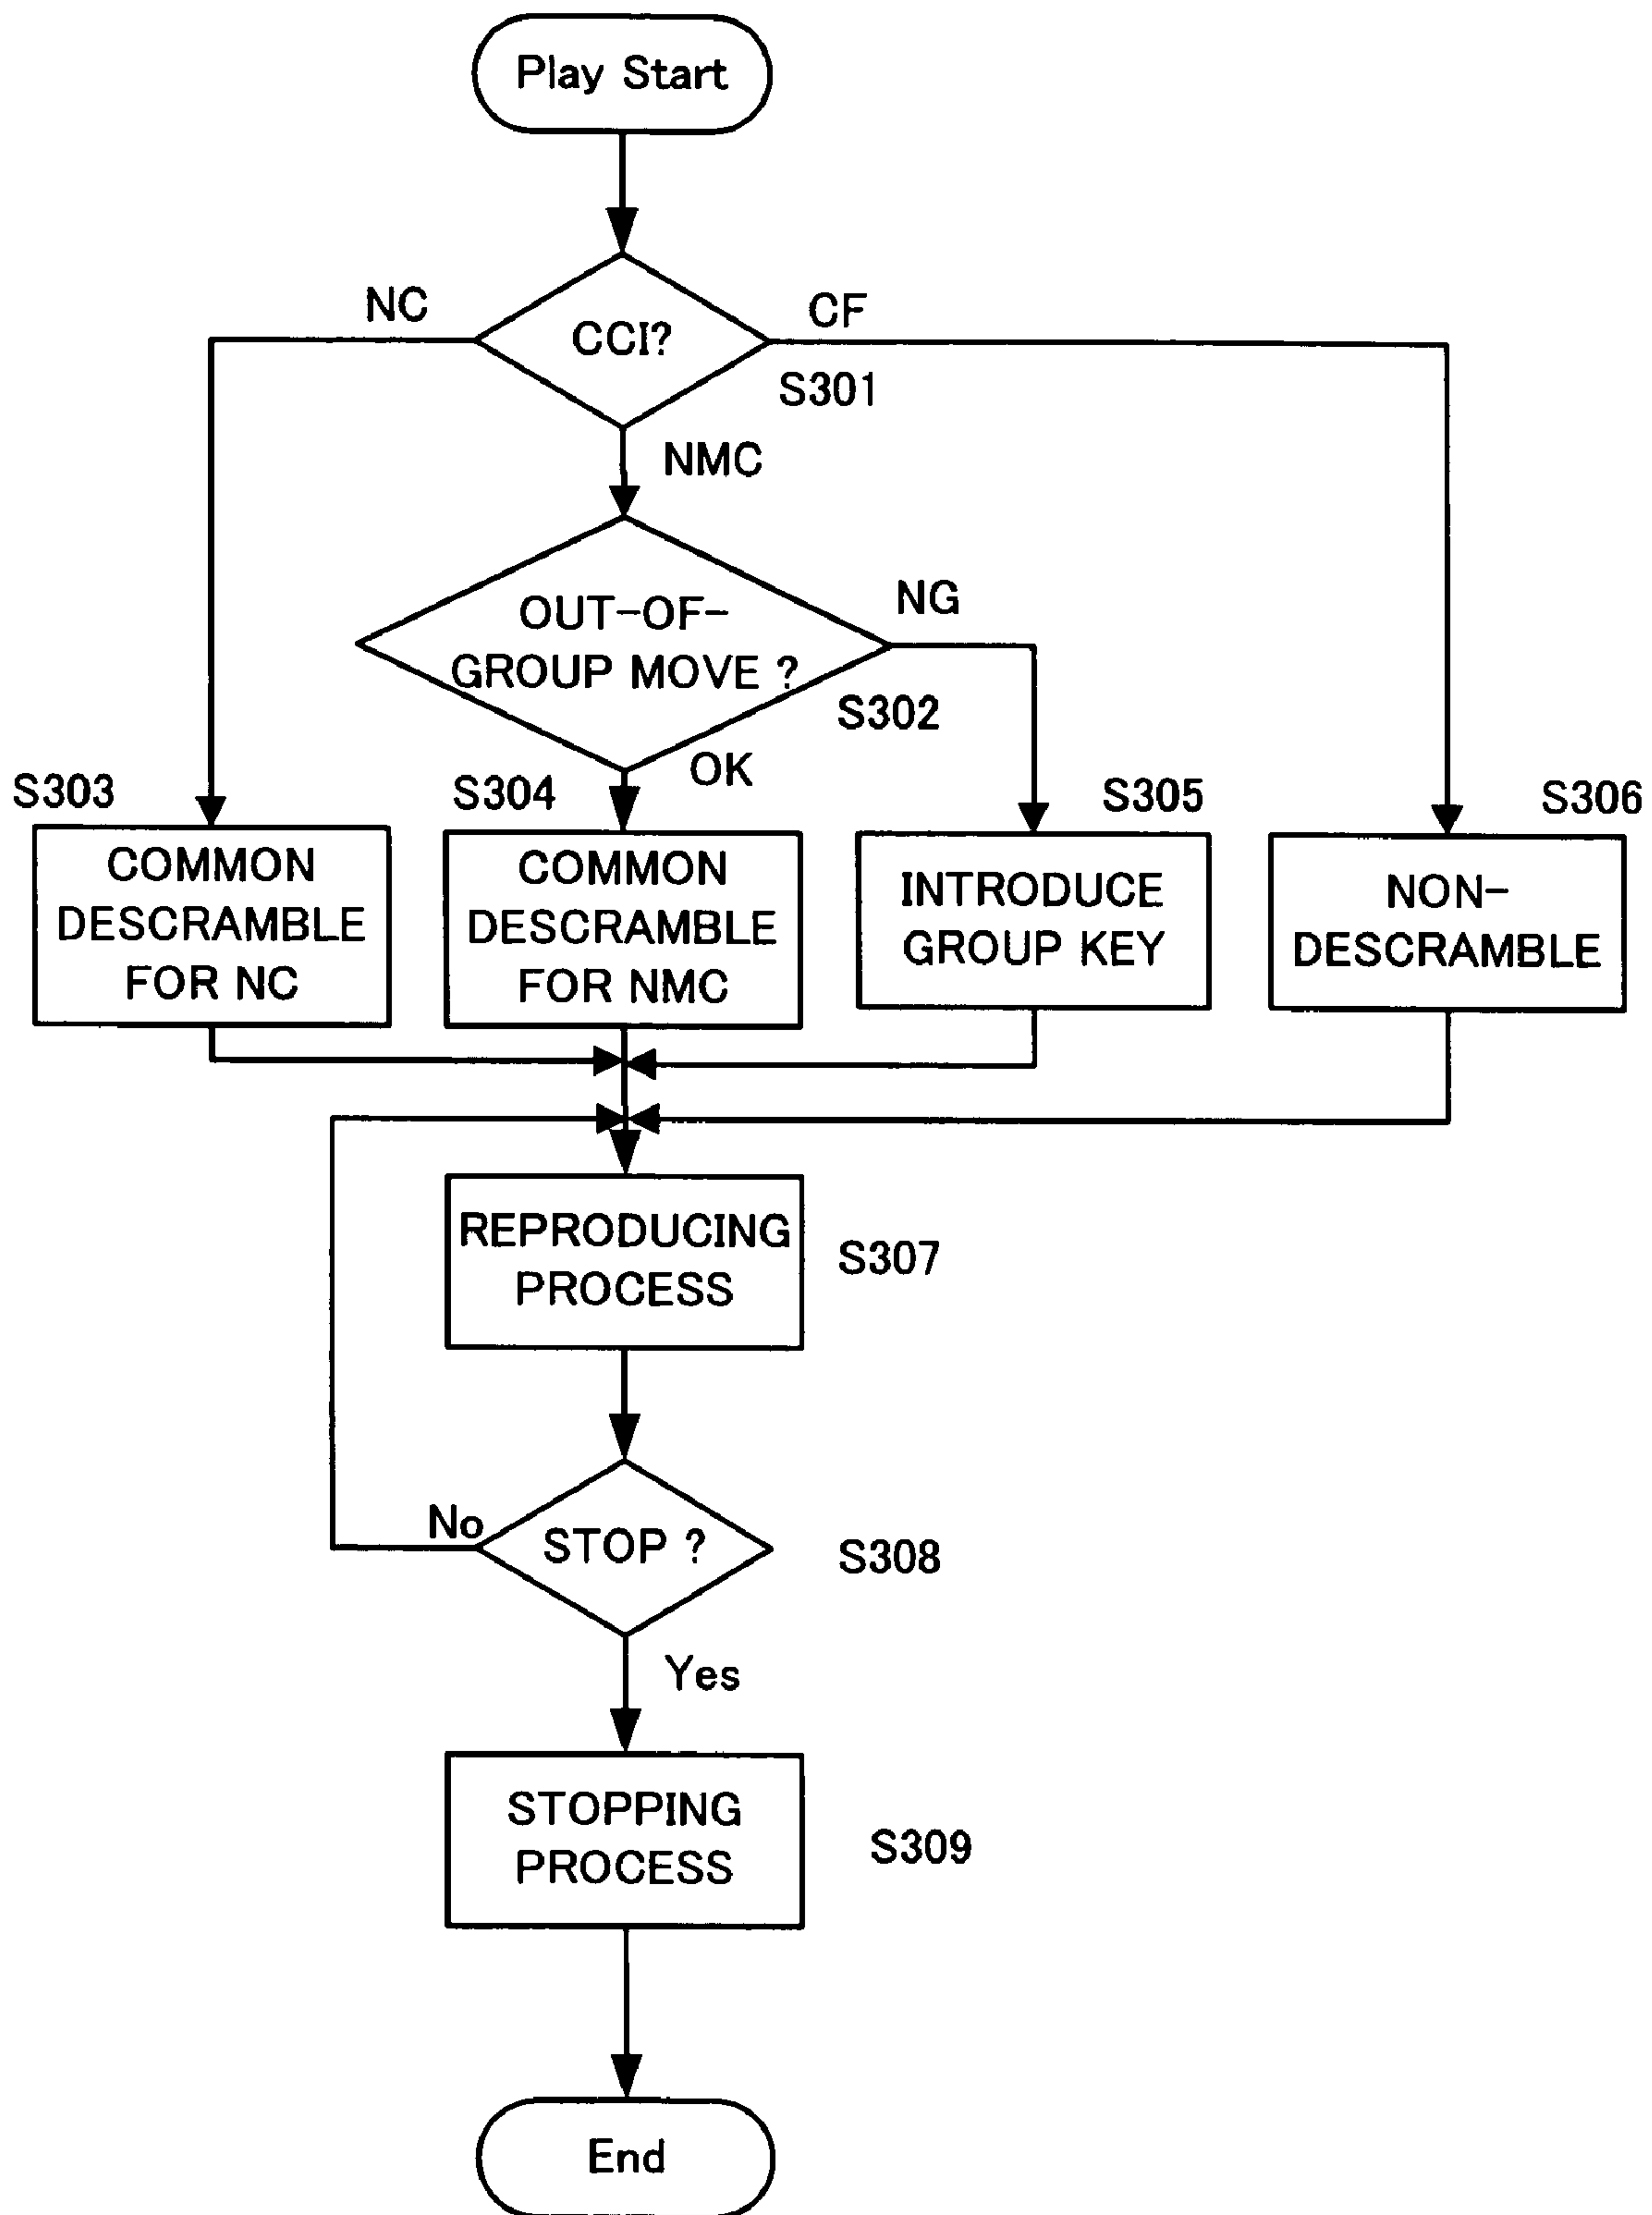 Play Start
NC
CF
CCI?
S301
NMC
OUT-OF-
GROUP MOVE ?
NG
S302
OK
S303
S304
S305
S306
COMMON
DESCRAMBLE
FOR NC
COMMON
DESCRAMBLE
FOR NMC
INTRODUCE
GROUP KEY
NON-
DESCRAMBLE
REPRODUCING
PROCESS
S307
No
STOP ?
S308
Yes
STOPPING
PROCESS
S309
End